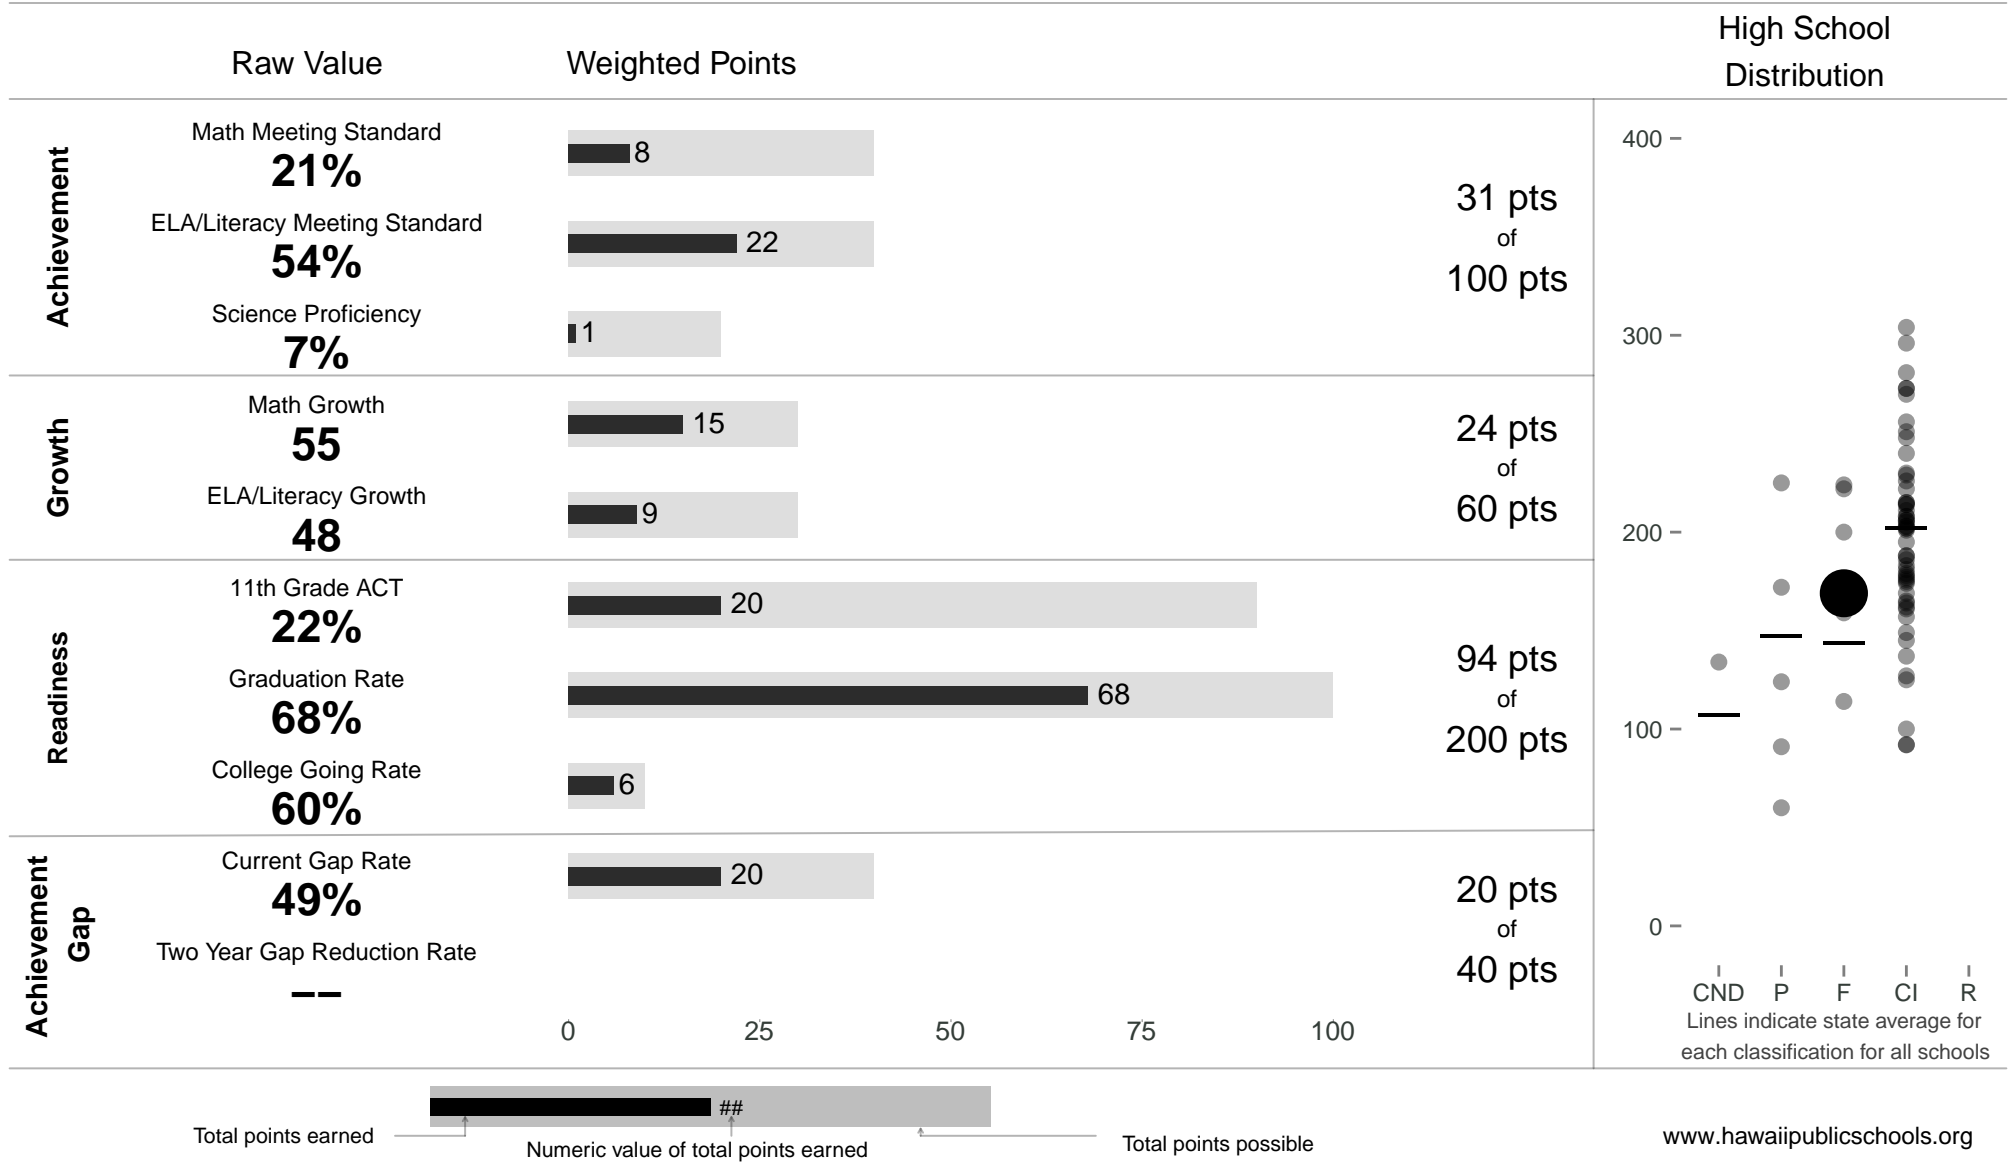 Raw Value
Weighted Points
High School
Distribution
Achievement
Math Meeting Standard
21%
8
ELA/Literacy Meeting Standard
54%
22
Science Proficiency
7%
1
31 pts
of
100 pts
Growth
Math Growth
55
15
ELA/Literacy Growth
48
9
24 pts
of
60 pts
Readiness
11th Grade ACT
22%
20
Graduation Rate
68%
68
College Going Rate
60%
6
94 pts
of
200 pts
Achievement
Gap
Current Gap Rate
49%
20
Two Year Gap Reduction Rate
--
20 pts
of
40 pts
0 25 50 75 100
400
300
200
100
0
CND P F CI R
Lines indicate state average for
each classification for all schools
##
Total points earned
Numeric value of total points earned
Total points possible
www.hawaiipublicschools.org